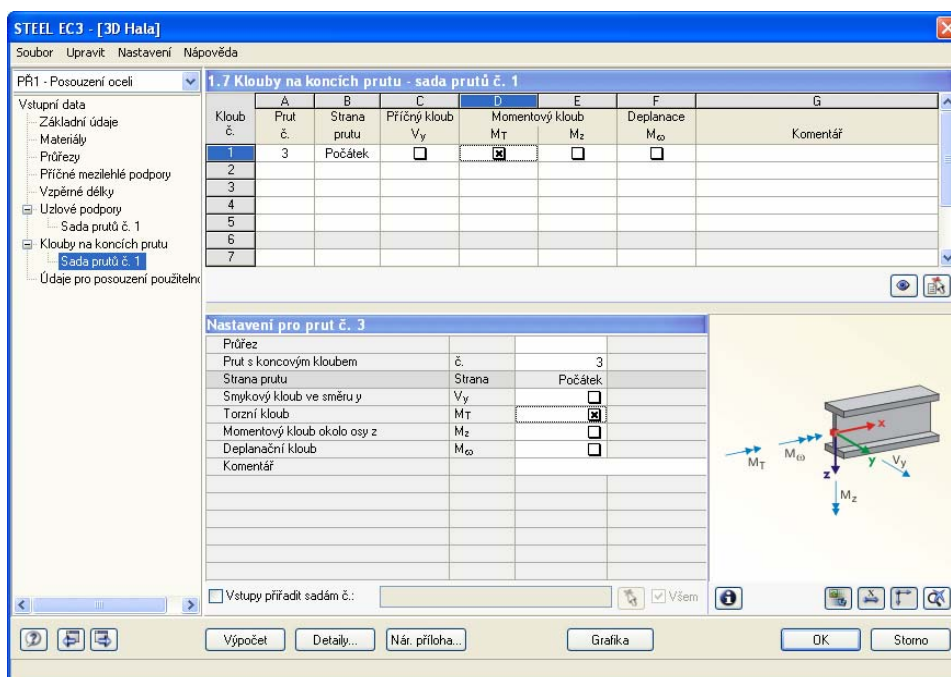 STEEL EC3 - [3D Hala]
Soubor Upravit Nastavení Nápověda
PŘ1 - Posouzení oceli
Vstupní data
Základní údaje
Materiály
Průřezy
Příčné mezilehlé podpory
Vzpěrné délky
Uzlové podpory
Sada prutů č. 1
Klouby na koncích prutu
Sada prutů č. 1
Údaje pro posouzení použitelno
1.7 Klouby na koncích prutu - sada prutů č. 1
A B C D E F G
Kloub Prut Strana Příčný kloub Momentový kloub Deplanace
č. č. prutu Vy MT Mz Mω Komentář
1 3 Počátek
2
3
4
5
6
7
Nastavení pro prut č. 3
Průřez
Prut s koncovým kloubem č. 3
Strana prutu Strana Počátek
Smykový kloub ve směru y Vy
Torzní kloub MT
Momentový kloub okolo osy z Mz
Deplanační kloub Mω
Komentář
MT Mω x y z Vy Mz
Vstupy přiřadit sadám č.: Všem
Výpočet Detaily... Nár. příloha... Grafika OK Storno